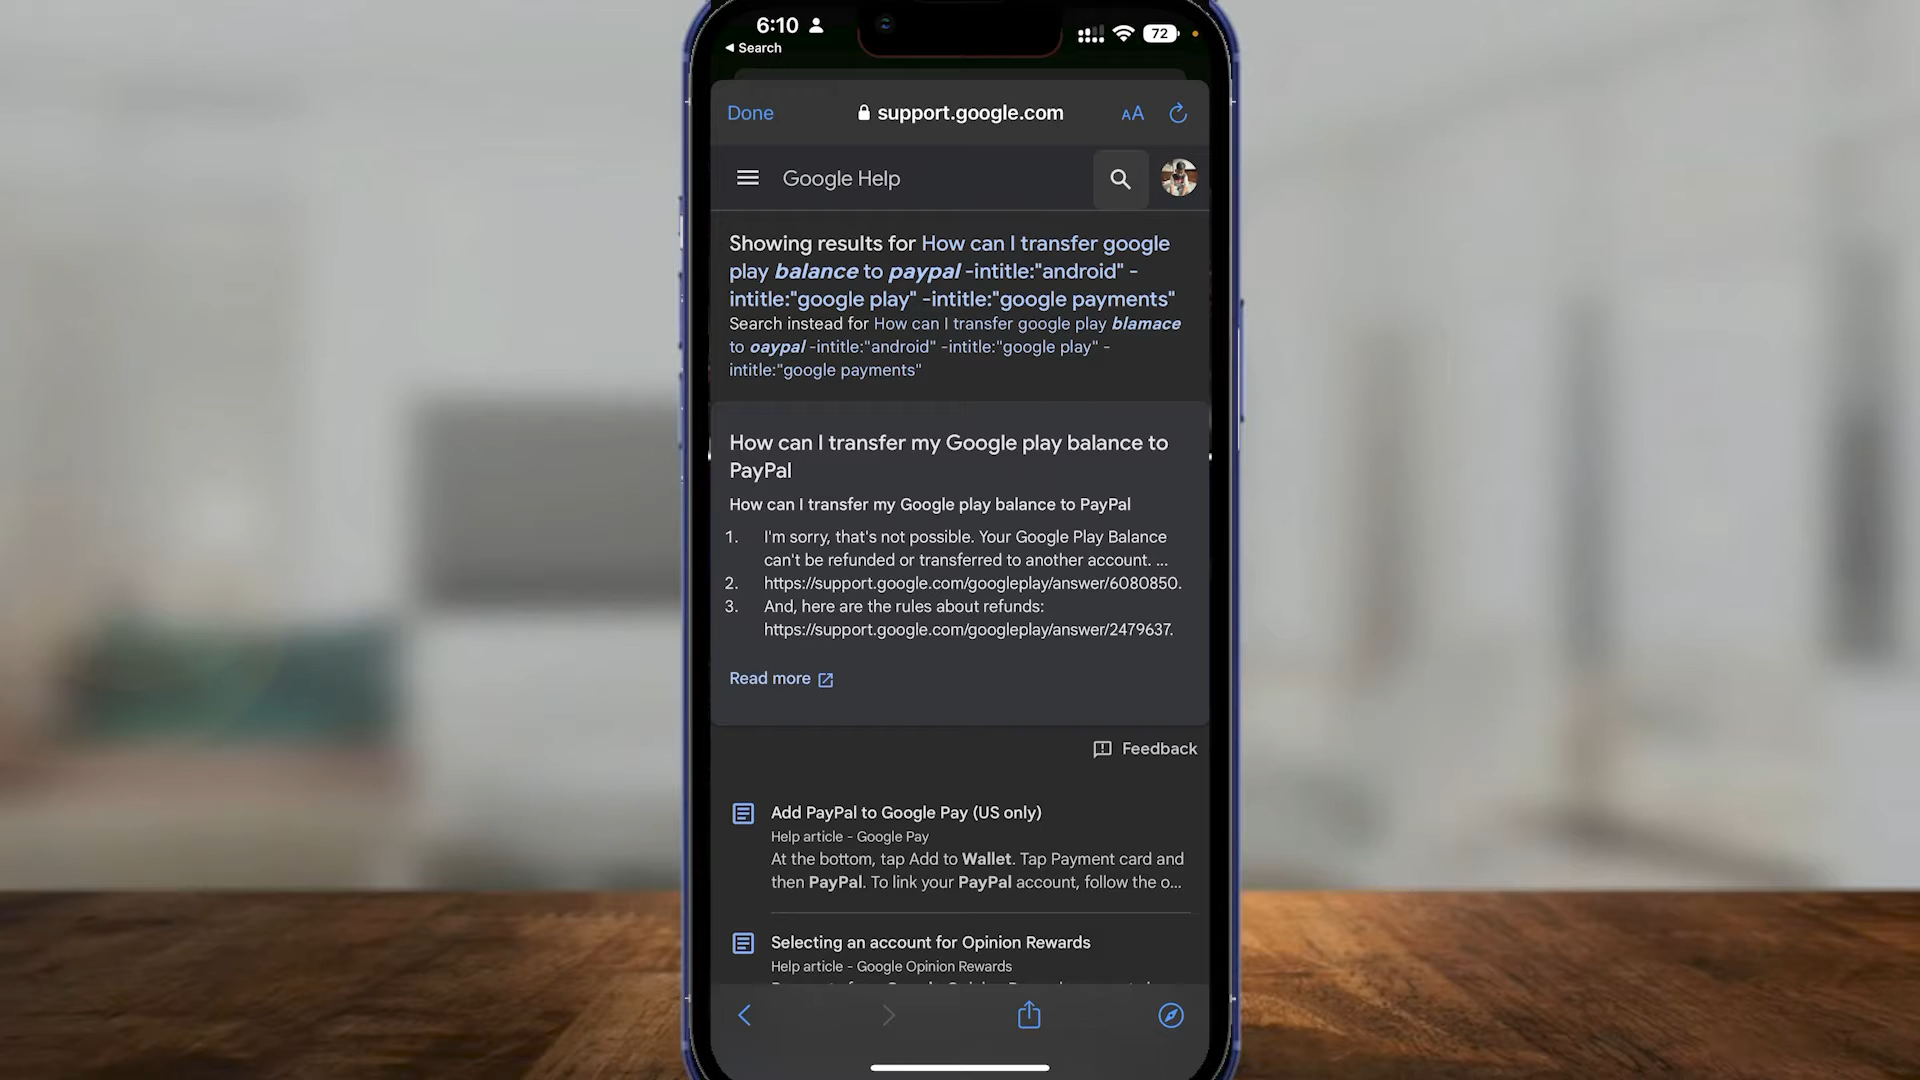 6:10
72
◀ Search
Done
support.google.com
AA
Google Help
Showing results for How can I transfer google
play balance to paypal -intitle:"android" -
intitle:"google play" -intitle:"google payments"
Search instead for How can I transfer google play blamace
to oaypal -intitle:"android" -intitle:"google play" -
intitle:"google payments"
How can I transfer my Google play balance to
PayPal
How can I transfer my Google play balance to PayPal
1. I'm sorry, that's not possible. Your Google Play Balance
can't be refunded or transferred to another account. ...
2. https://support.google.com/googleplay/answer/6080850.
3. And, here are the rules about refunds:
https://support.google.com/googleplay/answer/2479637.
Read more
Feedback
Add PayPal to Google Pay (US only)
Help article - Google Pay
At the bottom, tap Add to Wallet. Tap Payment card and
then PayPal. To link your PayPal account, follow the o...
Selecting an account for Opinion Rewards
Help article - Google Opinion Rewards